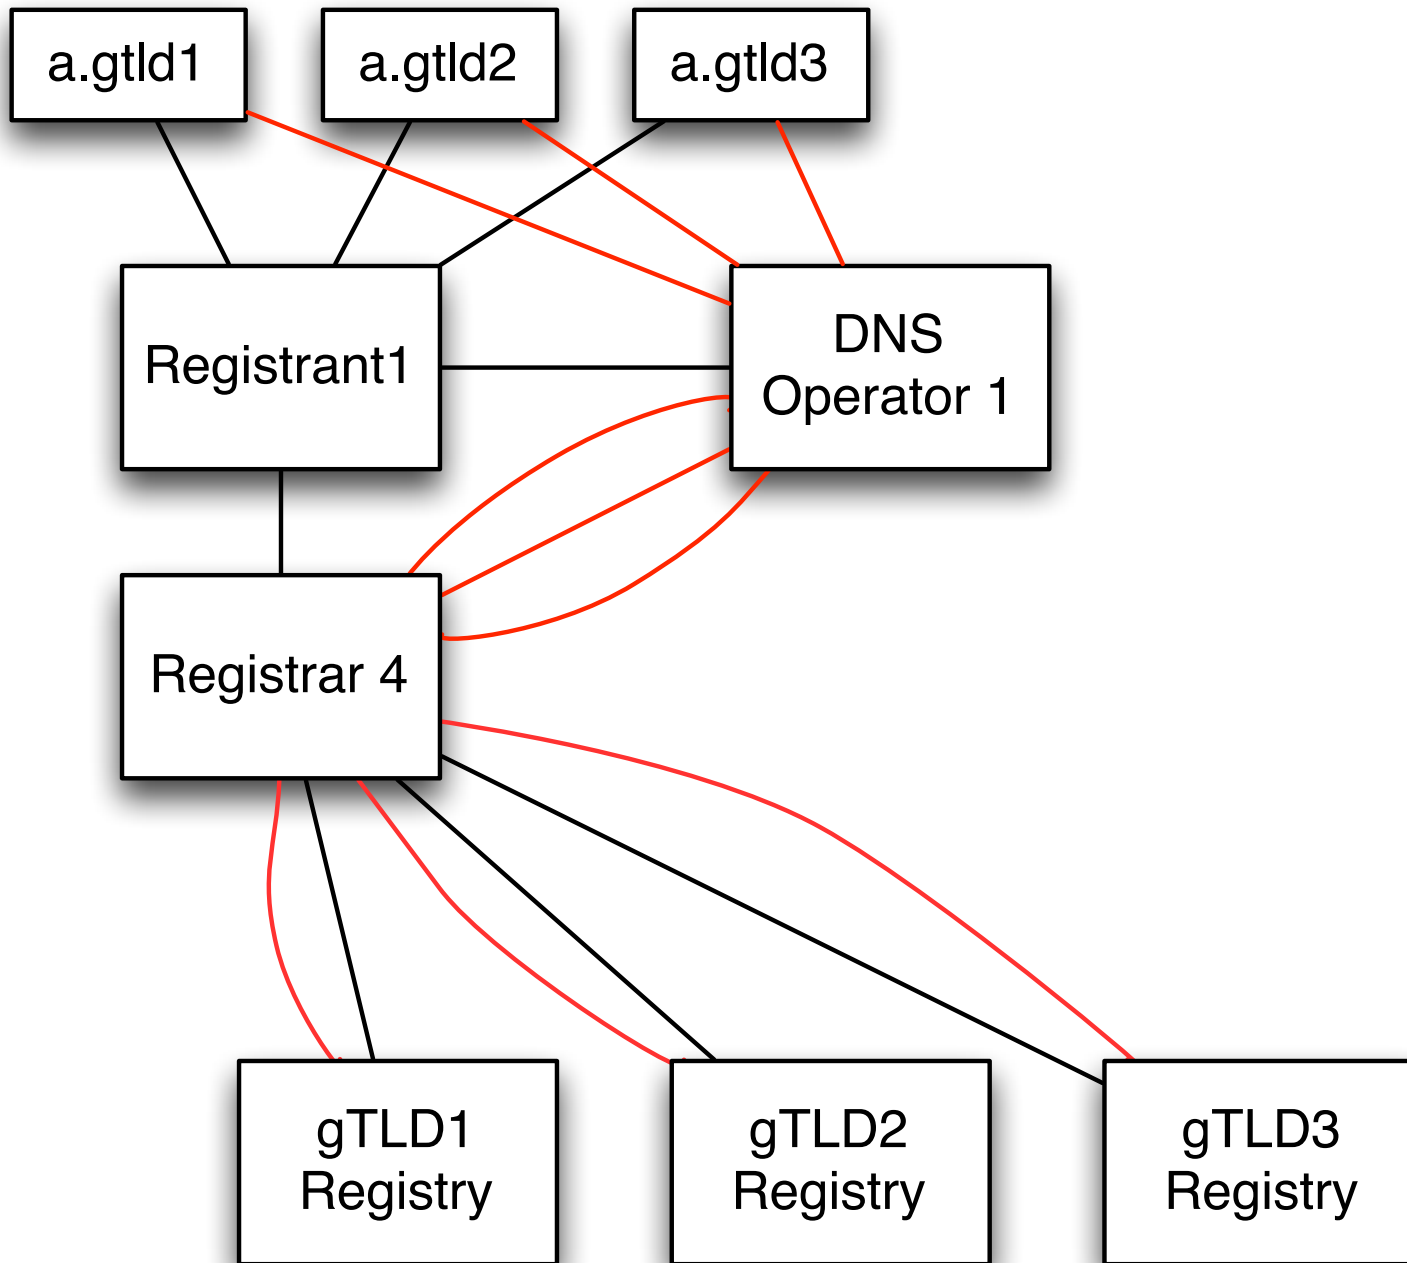 a.gtld1
a.gtld2
a.gtld3
Registrant1
DNS
Operator 1
Registrar 4
gTLD1
Registry
gTLD2
Registry
gTLD3
Registry